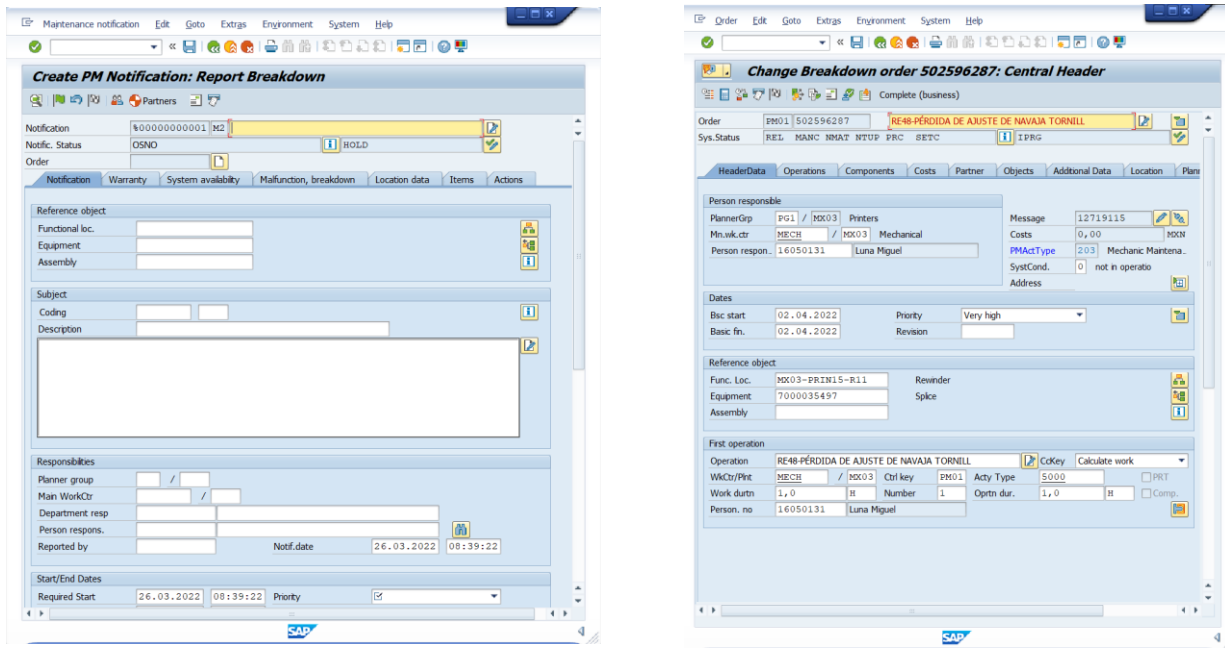 Maintenance notification Edit Goto Extras Environment System Help
Create PM Notification: Report Breakdown
Partners
Notification %00000000001 M2
Notific. Status OSNO HOLD
Order
Notification Warranty System availability Malfunction, breakdown Location data Items Actions
Reference object
Functional loc.
Equipment
Assembly
Subject
Coding
Description
Responsibilities
Planner group /
Main WorkCtr /
Department resp
Person respons.
Reported by Notif.date 26.03.2022 08:39:22
Start/End Dates
Required Start 26.03.2022 08:39:22 Priority
SAP
Order Edit Goto Extras Environment System Help
Change Breakdown order 502596287: Central Header
Complete (business)
Order PM01 502596287 RE48-PÉRDIDA DE AJUSTE DE NAVAJA TORNILL
Sys.Status REL MANC NMAT NTUP PRC SETC IPRG
HeaderData Operations Components Costs Partner Objects Additional Data Location Plann
Person responsible
PlannerGrp PG1 / MX03 Printers Message 12719115
Mn.wk.ctr MECH / MX03 Mechanical Costs 0,00 MXN
Person respon.. 16050131 Luna Miguel PMActType 203 Mechanic Maintena..
SystCond. 0 not in operatio
Address
Dates
Bsc start 02.04.2022 Priority Very high
Basic fin. 02.04.2022 Revision
Reference object
Func. Loc. MX03-PRIN15-R11 Rewinder
Equipment 7000035497 Splice
Assembly
First operation
Operation RE48-PÉRDIDA DE AJUSTE DE NAVAJA TORNILL CcKey Calculate work
WkCtr/Plnt MECH / MX03 Ctrl key PM01 Acty Type 5000 PRT
Work durtn 1,0 H Number 1 Oprtn dur. 1,0 H Comp.
Person. no 16050131 Luna Miguel
SAP